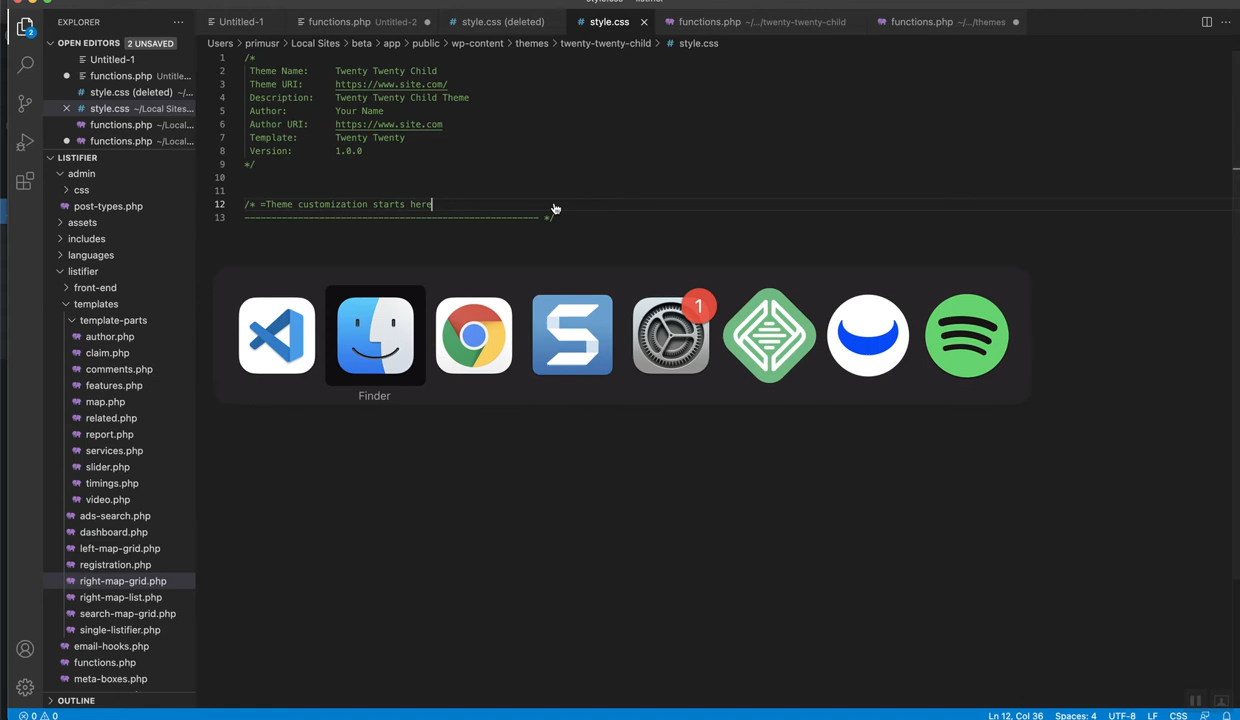 EXPLORER
Untitled-1
functions.php Untitled-2
style.css (deleted)
style.css
functions.php ~/.../twenty-twenty-child
functions.php ~/.../themes
OPEN EDITORS 2 UNSAVED
Users > primusr > Local Sites > beta > app > public > wp-content > themes > twenty-twenty-child > # style.css
2
Untitled-1
functions.php Untitle...
style.css (deleted) ~/...
style.css ~/Local Sites...
functions.php ~/Local...
functions.php ~/Local...
LISTIFIER
admin
css
post-types.php
assets
includes
languages
listifier
front-end
templates
template-parts
author.php
claim.php
comments.php
features.php
map.php
related.php
report.php
services.php
slider.php
timings.php
video.php
ads-search.php
dashboard.php
left-map-grid.php
registration.php
right-map-grid.php
right-map-list.php
search-map-grid.php
single-listifier.php
email-hooks.php
functions.php
meta-boxes.php
OUTLINE
1 /*
2 Theme Name: Twenty Twenty Child
3 Theme URI: https://www.site.com/
4 Description: Twenty Twenty Child Theme
5 Author: Your Name
6 Author URI: https://www.site.com
7 Template: Twenty Twenty
8 Version: 1.0.0
9 */
10
11
12 /* =Theme customization starts here
13 ------------------------------------------------------- */
1
Finder
0 0
Ln 12, Col 36 Spaces: 4 UTF-8 LF CSS